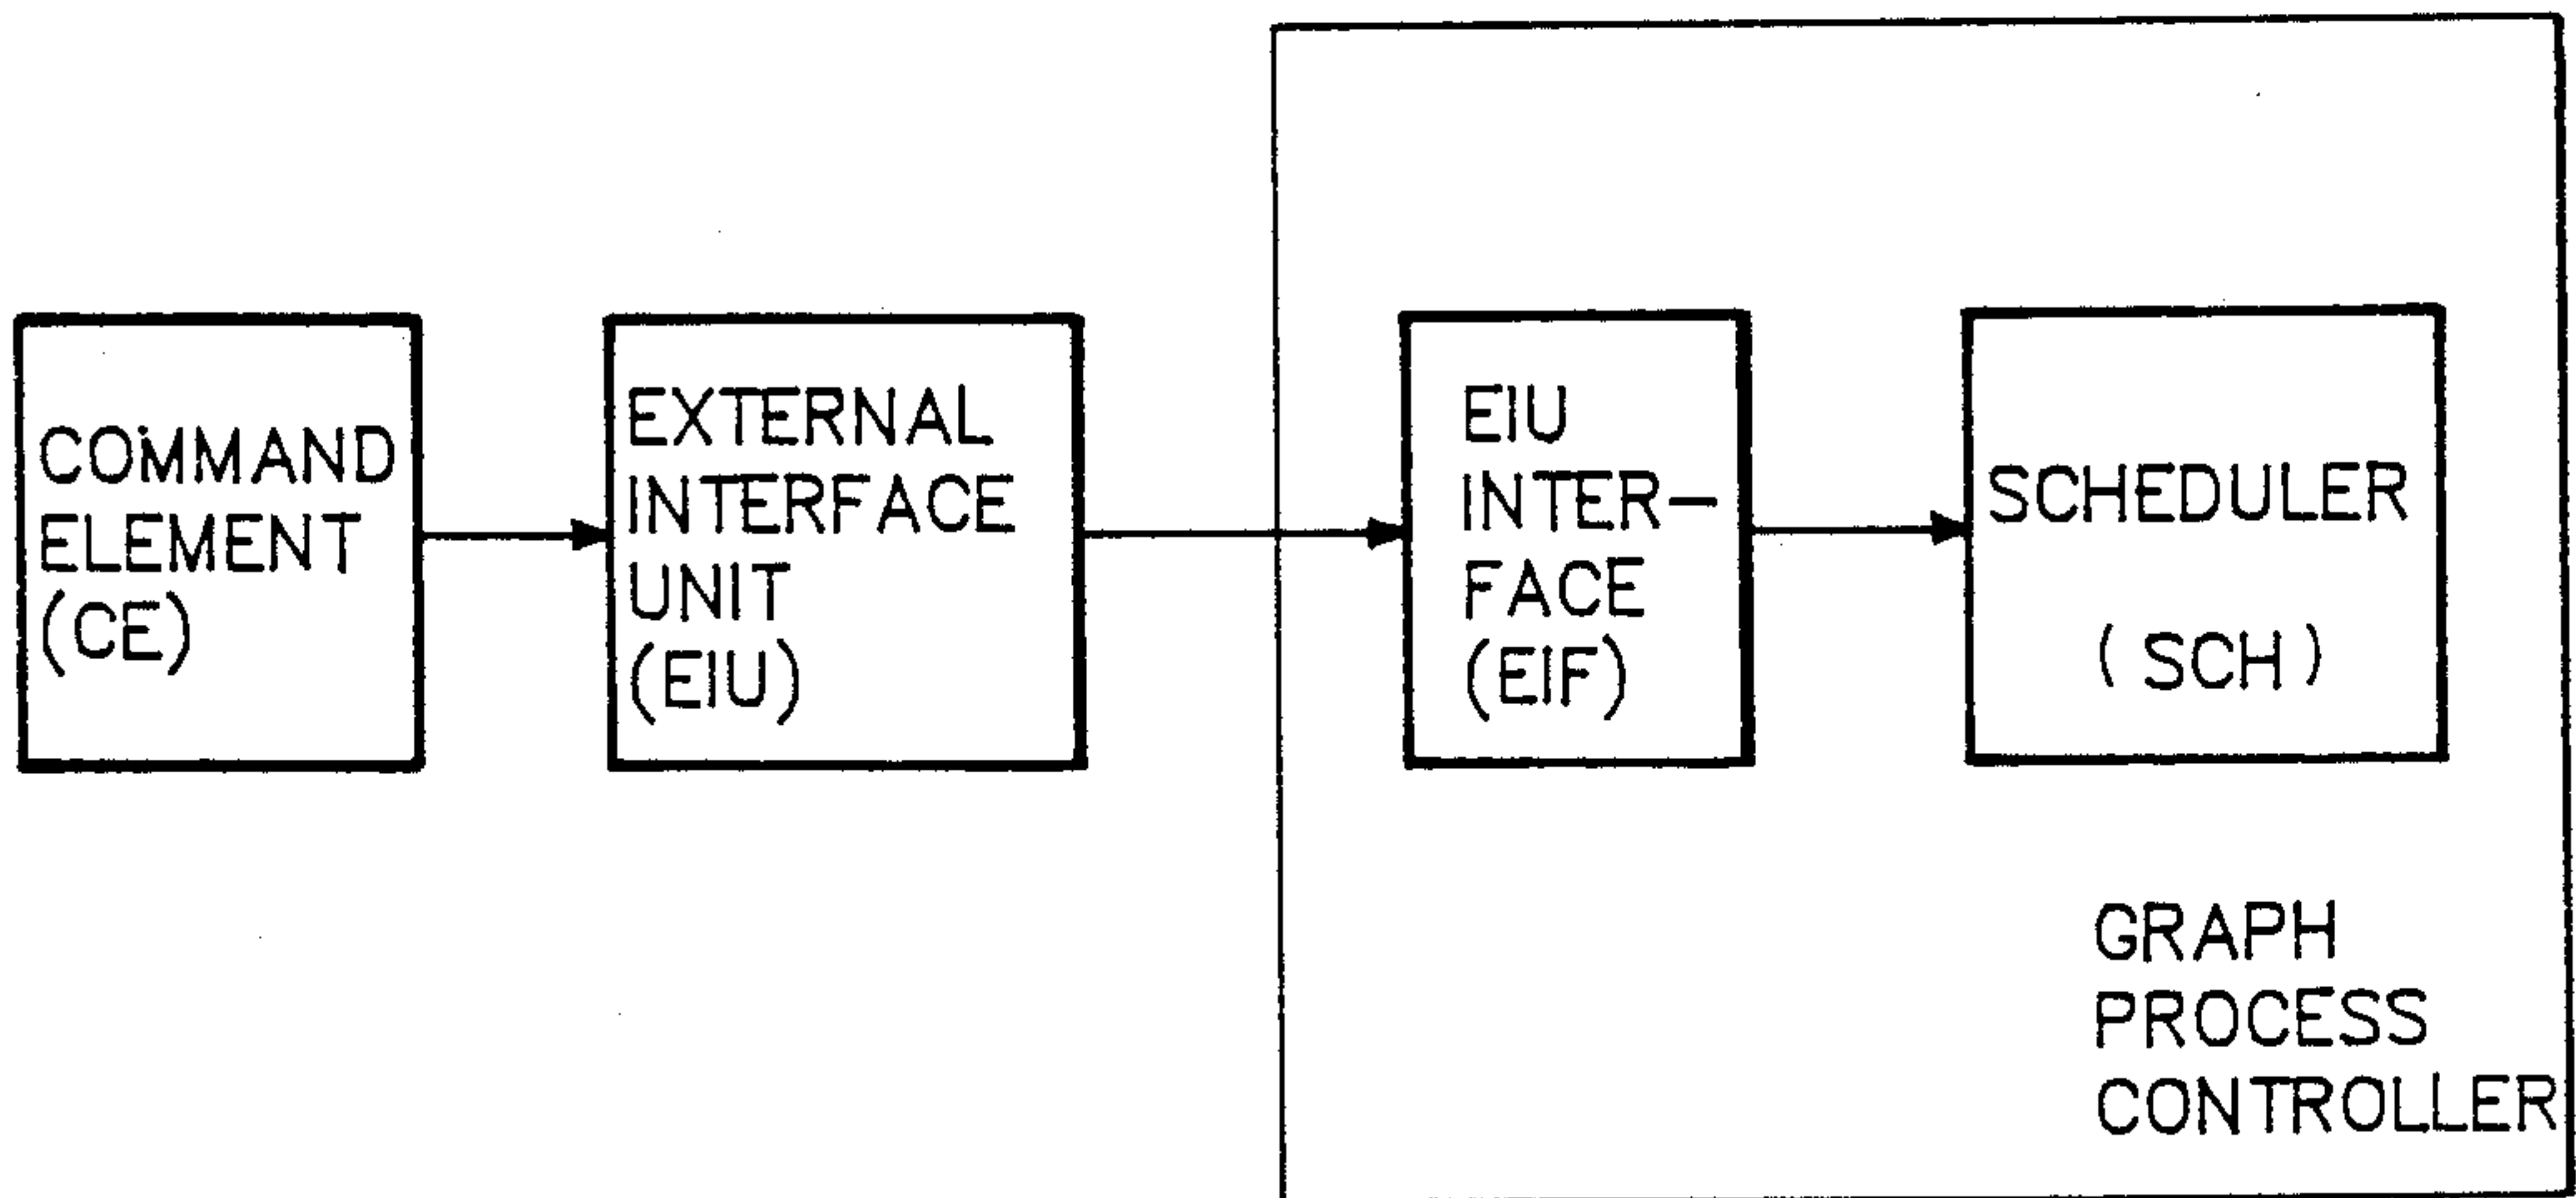 COMMAND
ELEMENT
(CE)
EXTERNAL
INTERFACE
UNIT
(EIU)
EIU
INTER-
FACE
(EIF)
SCHEDULER
(SCH)
GRAPH
PROCESS
CONTROLLER